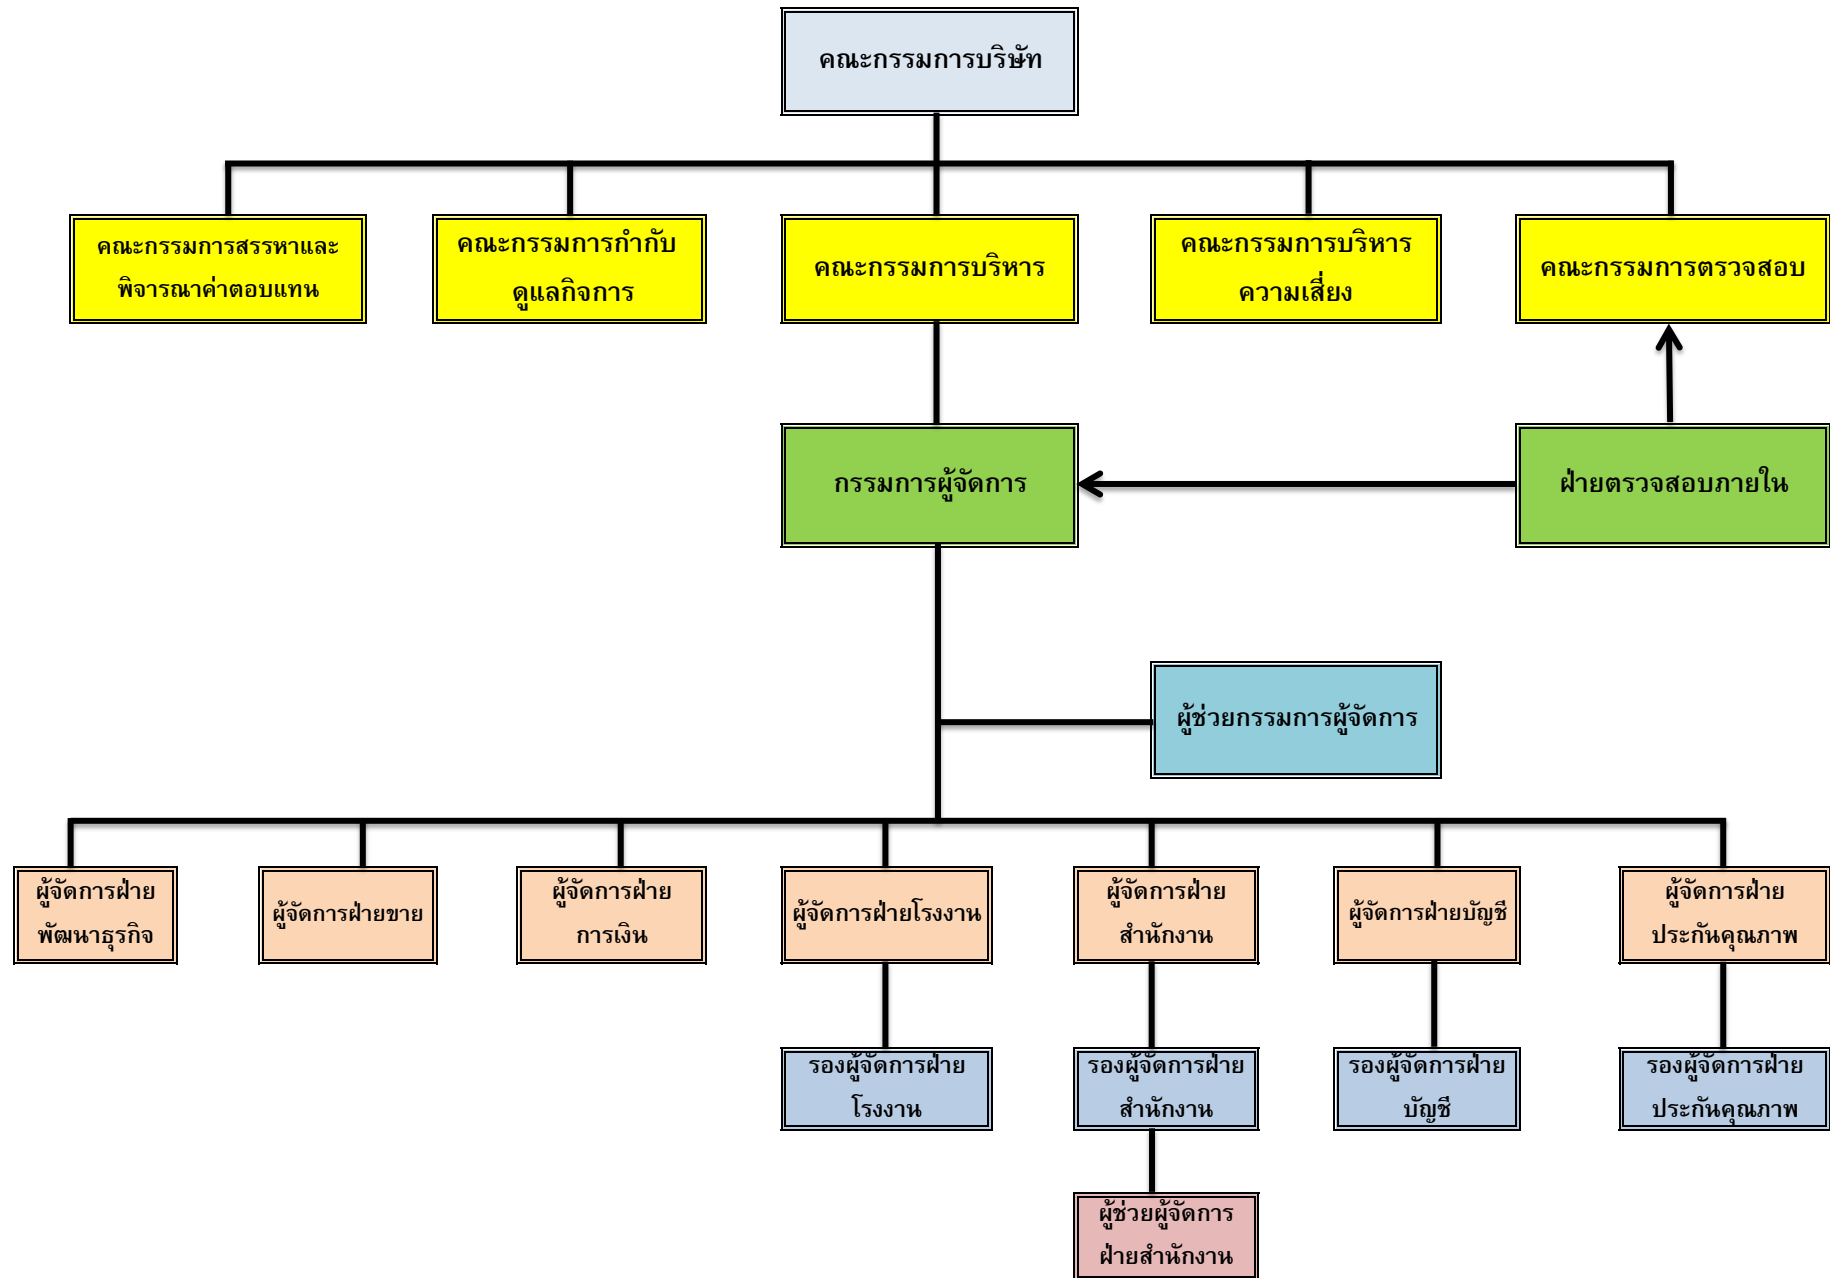 คณะกรรมการบริษัท
คณะกรรมการสรรหาและ
พิจารณาค่าตอบแทน
คณะกรรมการกำกับ
ดูแลกิจการ
คณะกรรมการบริหาร
คณะกรรมการบริหาร
ความเสี่ยง
คณะกรรมการตรวจสอบ
กรรมการผู้จัดการ
ฝ่ายตรวจสอบภายใน
ผู้ช่วยกรรมการผู้จัดการ
ผู้จัดการฝ่าย
พัฒนาธุรกิจ
ผู้จัดการฝ่ายขาย
ผู้จัดการฝ่าย
การเงิน
ผู้จัดการฝ่ายโรงงาน
ผู้จัดการฝ่าย
สำนักงาน
ผู้จัดการฝ่ายบัญชี
ผู้จัดการฝ่าย
ประกันคุณภาพ
รองผู้จัดการฝ่าย
โรงงาน
รองผู้จัดการฝ่าย
สำนักงาน
รองผู้จัดการฝ่าย
บัญชี
รองผู้จัดการฝ่าย
ประกันคุณภาพ
ผู้ช่วยผู้จัดการ
ฝ่ายสำนักงาน